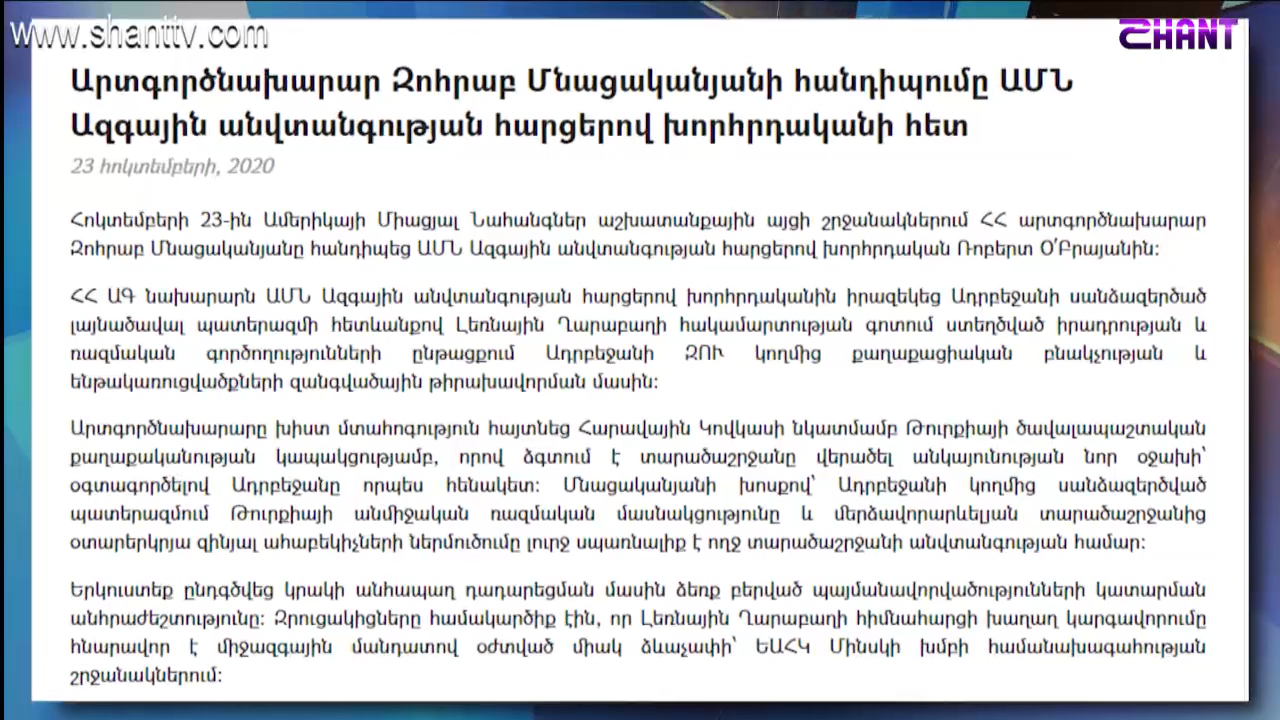 www.shanttv.com
SHANT
Արտգործնախարար Զոհրաբ Մնացականյանի հանդիպումը ԱՄՆ
Ազգային անվտանգության հարցերով խորհրդականի հետ
23 հոկտեմբերի, 2020
Հոկտեմբերի 23-ին Ամերիկայի Միացյալ Նահանգներ աշխատանքային այցի շրջանակներում ՀՀ արտգործնախարար
Զոհրաբ Մնացականյանը հանդիպեց ԱՄՆ Ազգային անվտանգության հարցերով խորհրդական Ռոբերտ Օ՛Բրայանին:
ՀՀ ԱԳ նախարարն ԱՄՆ Ազգային անվտանգության հարցերով խորհրդականին իրազեկեց Ադրբեջանի սանձազերծած
լայնածավալ պատերազմի հետևանքով Լեռնային Ղարաբաղի հակամարտության գոտում ստեղծված իրադրության և
ռազմական գործողությունների ընթացքում Ադրբեջանի ԶՈՒ կողմից քաղաքացիական բնակչության և
ենթակառուցվածքների զանգվածային թիրախավորման մասին:
Արտգործնախարարը խիստ մտահոգություն հայտնեց Հարավային Կովկասի նկատմամբ Թուրքիայի ծավալապաշտական
քաղաքականության կապակցությամբ, որով ձգտում է տարածաշրջանը վերածել անկայունության նոր օջախի՝
օգտագործելով Ադրբեջանը որպես հենակետ: Մնացականյանի խոսքով՝ Ադրբեջանի կողմից սանձազերծված
պատերազմում Թուրքիայի անմիջական ռազմական մասնակցությունը և մերձավորարևելյան տարածաշրջանից
օտարերկրյա զինյալ ահաբեկիչների ներմուծումը լուրջ սպառնալիք է ողջ տարածաշրջանի անվտանգության համար:
Երկուստեք ընդգծվեց կրակի անհապաղ դադարեցման մասին ձեռք բերված պայմանավորվածությունների կատարման
անհրաժեշտությունը: Զրուցակիցները համակարծիք էին, որ Լեռնային Ղարաբաղի հիմնահարցի խաղաղ կարգավորումը
հնարավոր է միջազգային մանդատով օժտված միակ ձևաչափի՝ ԵԱՀԿ Մինսկի խմբի համանախագահության
շրջանակներում: